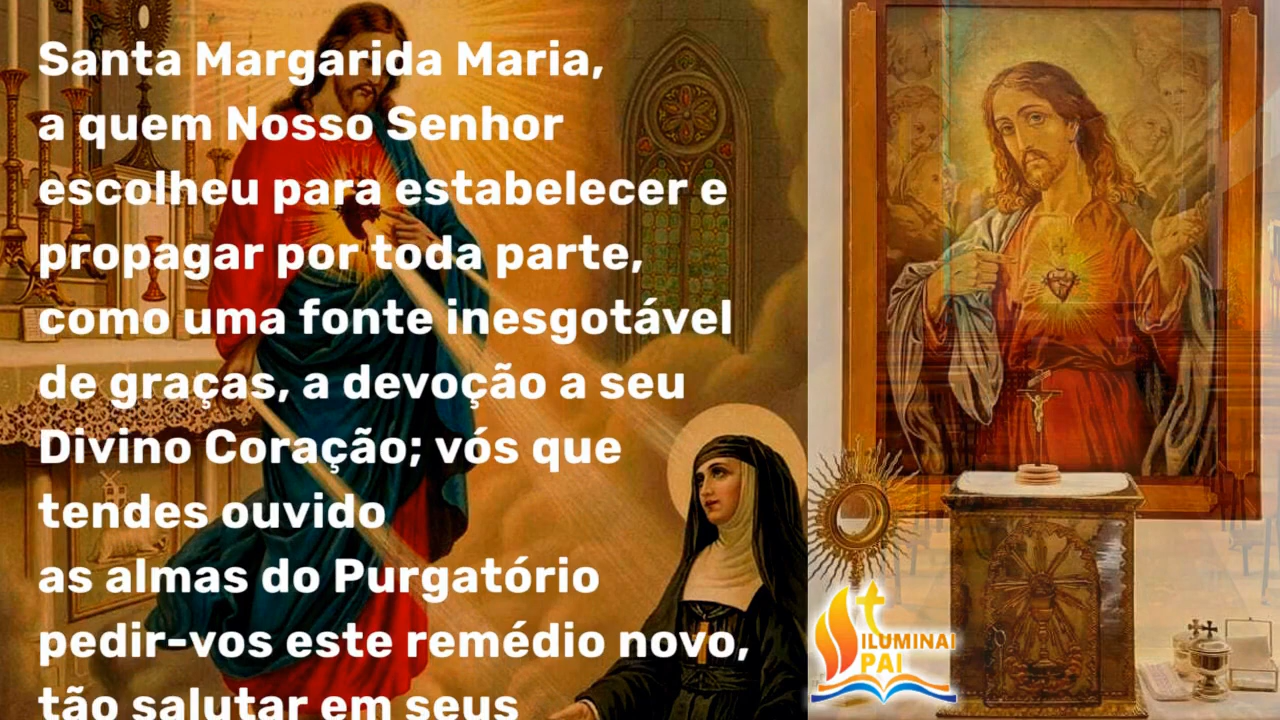 Santa Margarida Maria,
a quem Nosso Senhor
escolheu para estabelecer e
propagar por toda parte,
como uma fonte inesgotável
de graças, a devoção a seu
Divino Coração; vós que
tendes ouvido
as almas do Purgatório
pedir-vos este remédio novo,
tão salutar em seus
ILUMINAI
PAI